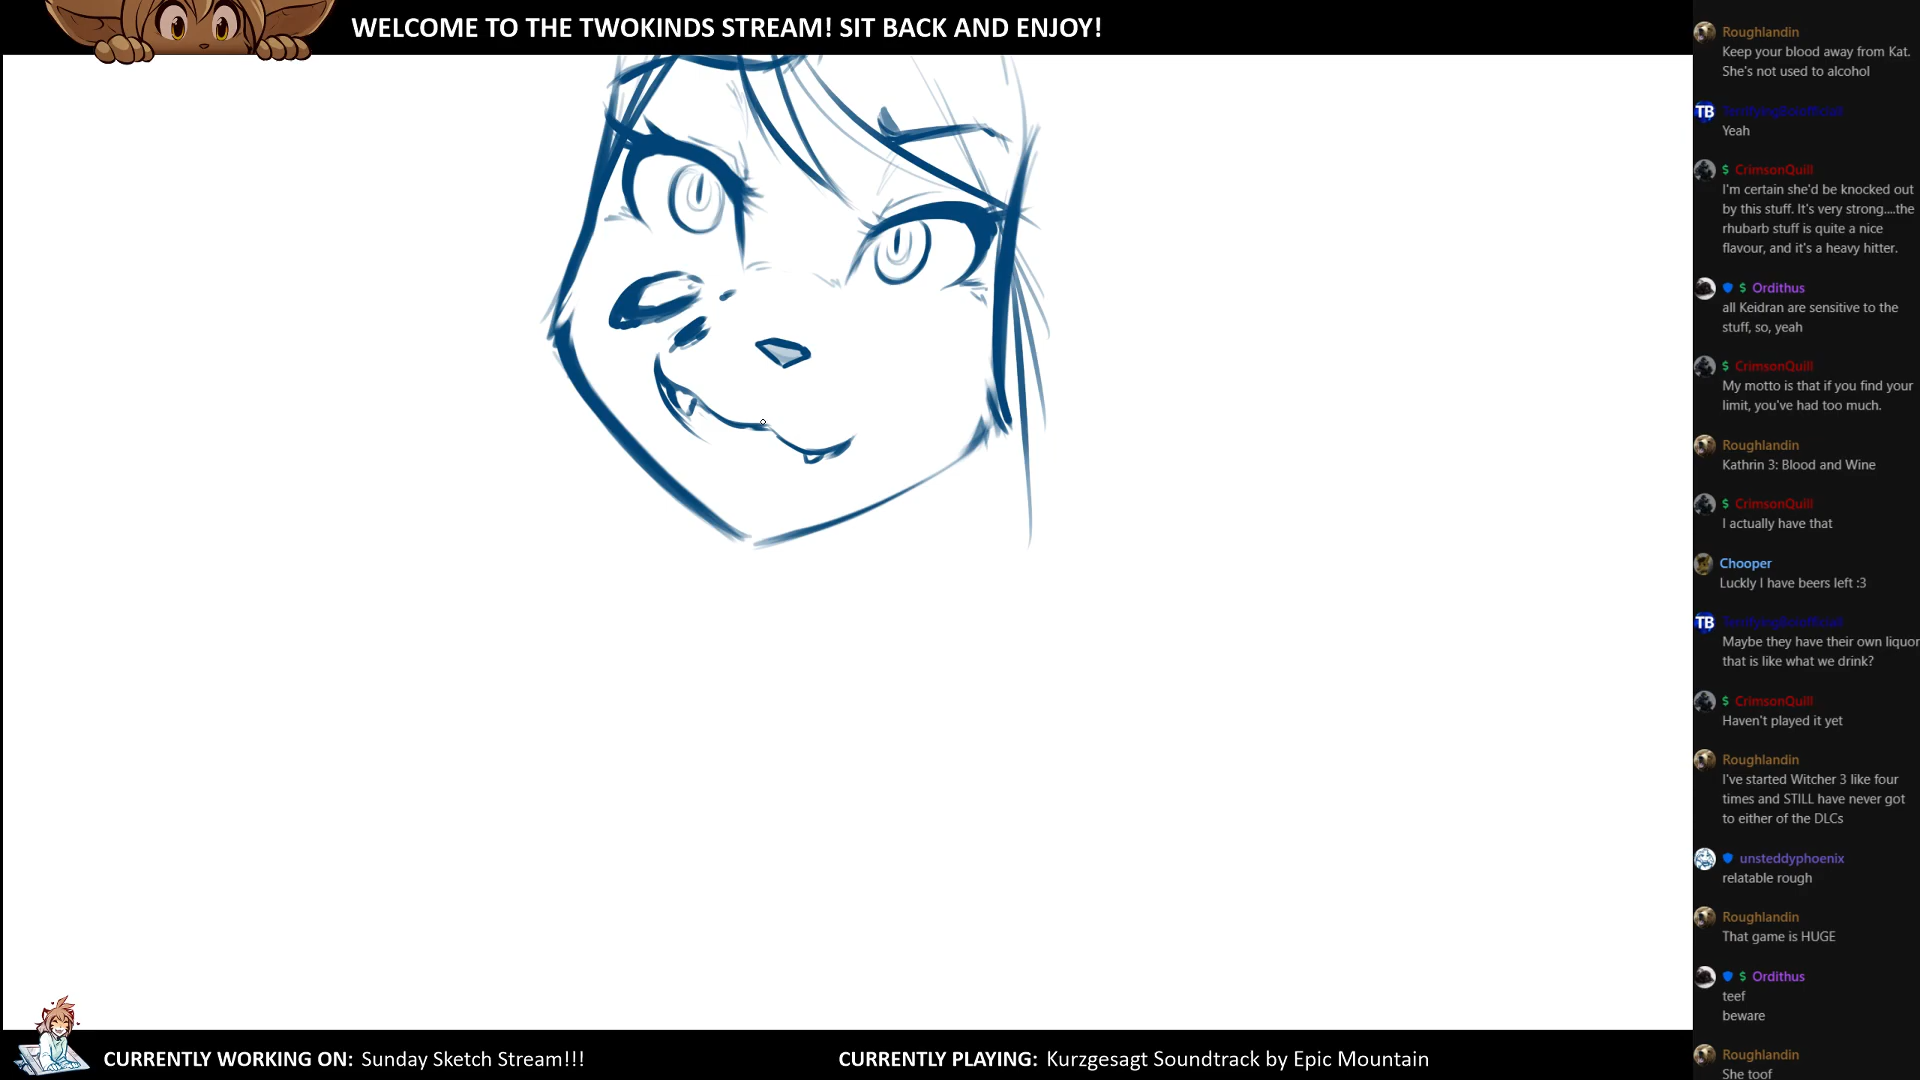 WELCOME TO THE TWOKINDS STREAM! SIT BACK AND ENJOY!
Roughlandin
Keep your blood away from Kat.
She's not used to alcohol
TB
Yeah
$ CrimsonQuill
I'm certain she'd be knocked out
by this stuff. It's very strong....the
rhubarb stuff is quite a nice
flavour, and it's a heavy hitter.
$ Ordithus
all Keidran are sensitive to the
stuff, so, yeah
$ CrimsonQuill
My motto is that if you find your
limit, you've had too much.
Roughlandin
Kathrin 3: Blood and Wine
$ CrimsonQuill
I actually have that
Chooper
Luckly I have beers left :3
TB
Maybe they have their own liquor
that is like what we drink?
$ CrimsonQuill
Haven't played it yet
Roughlandin
I've started Witcher 3 like four
times and STILL have never got
to either of the DLCs
unsteddyphoenix
relatable rough
Roughlandin
That game is HUGE
$ Ordithus
teef
beware
Roughlandin
She toof
CURRENTLY WORKING ON: Sunday Sketch Stream!!!
CURRENTLY PLAYING: Kurzgesagt Soundtrack by Epic Mountain